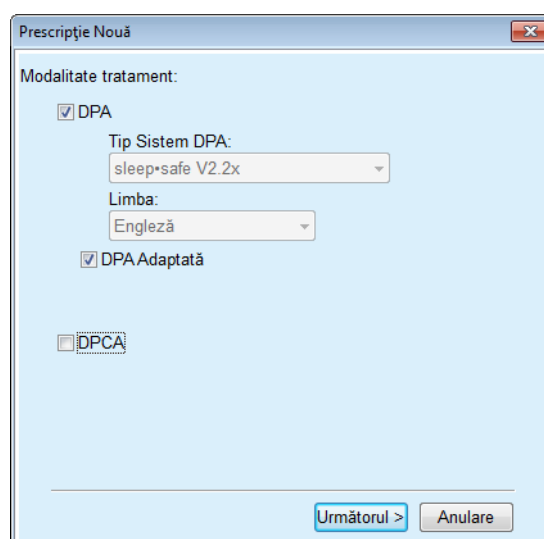 Prescripţie Nouă
Modalitate tratament:
DPA
Tip Sistem DPA:
sleep•safe V2.2x
Limba:
Engleză
DPA Adaptată
DPCA
Următorul >
Anulare